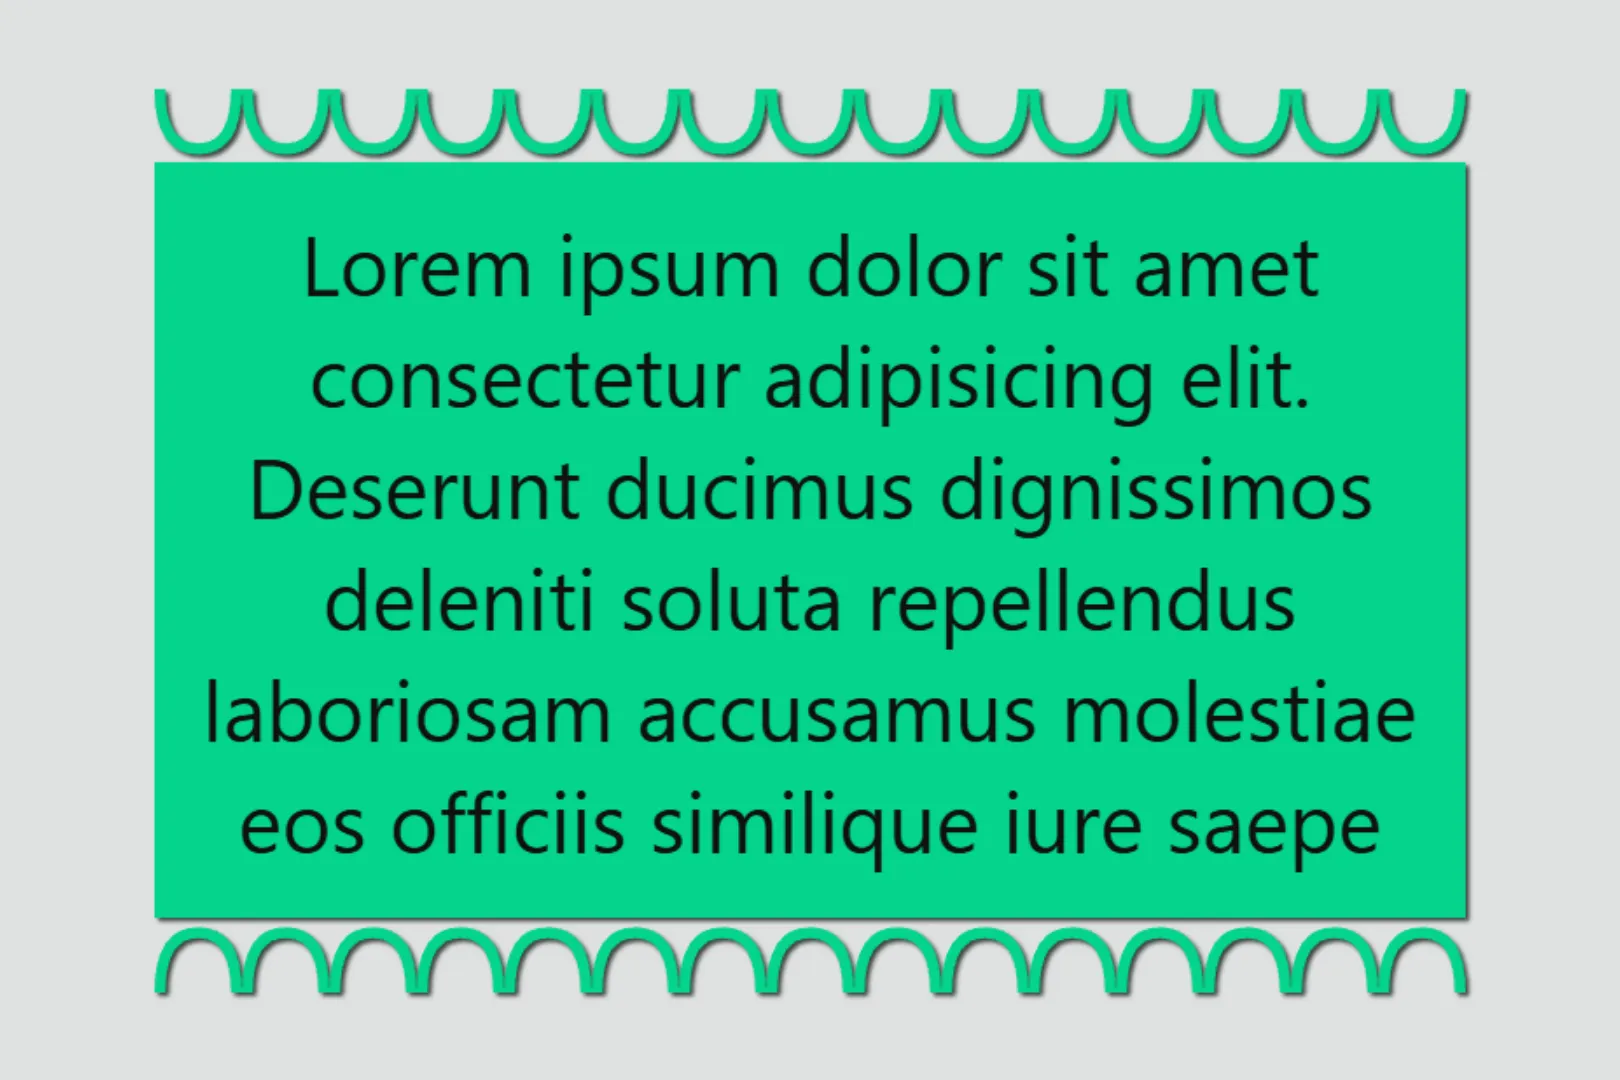 Lorem ipsum dolor sit amet
consectetur adipisicing elit.
Deserunt ducimus dignissimos
deleniti soluta repellendus
laboriosam accusamus molestiae
eos officiis similique iure saepe